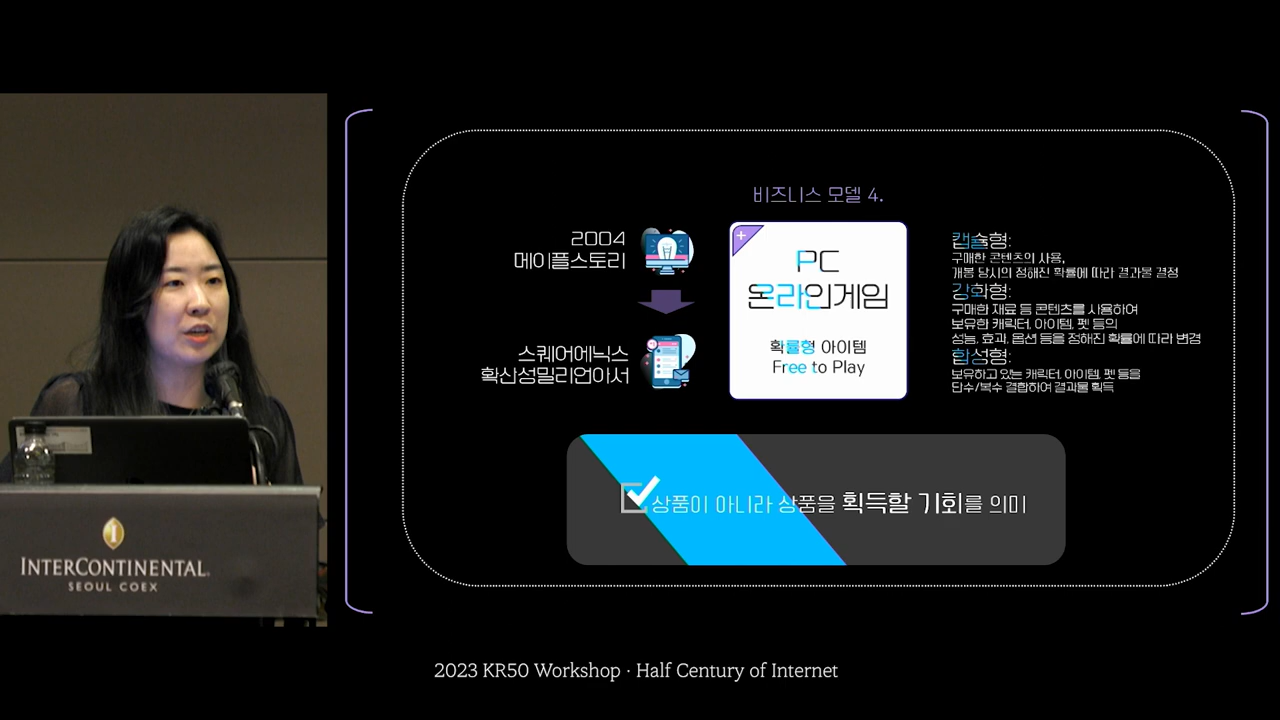 비즈니스 모델 4.
2004
메이플스토리
스퀘어에닉스
확산성밀리언아서
PC
온라인게임
확률형 아이템
Free to Play
캡슐형:
구매한 콘텐츠의 사용,
개봉 당시의 정해진 확률에 따라 결과물 결정
강화형:
구매한 재료 등 콘텐츠를 사용하여
보유한 캐릭터, 아이템, 펫 등의
성능, 효과, 옵션 등을 정해진 확률에 따라 변경
합성형:
보유하고 있는 캐릭터, 아이템, 펫 등을
단수/복수 결합하여 결과물 획득
상품이 아니라 상품을 획득할 기회를 의미
INTERCONTINENTAL
SEOUL COEX
2023 KR50 Workshop · Half Century of Internet